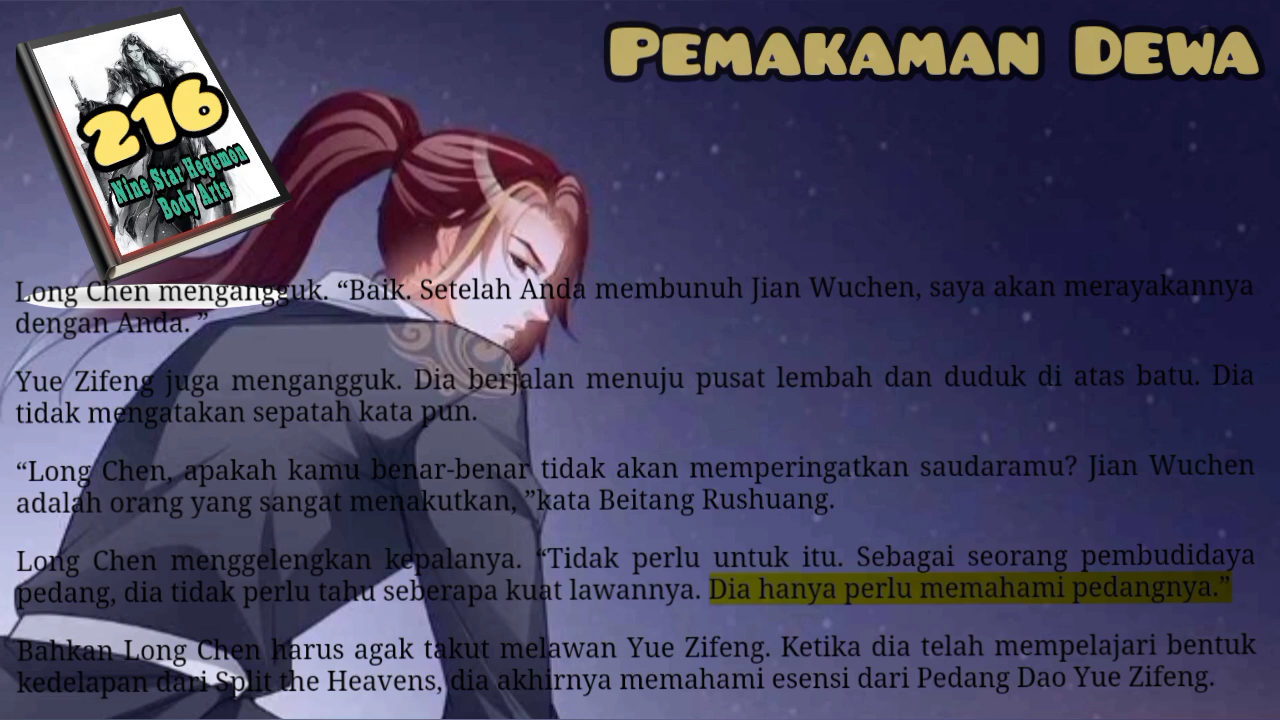 PEMAKAMAN DEWA
216
Nine Star Hegemon
Body Arts
Long Chen mengangguk. “Baik. Setelah Anda membunuh Jian Wuchen, saya akan merayakannya
dengan Anda. ”
Yue Zifeng juga mengangguk. Dia berjalan menuju pusat lembah dan duduk di atas batu. Dia
tidak mengatakan sepatah kata pun.
“Long Chen, apakah kamu benar-benar tidak akan memperingatkan saudaramu? Jian Wuchen
adalah orang yang sangat menakutkan, ”kata Beitang Rushuang.
Long Chen menggelengkan kepalanya. “Tidak perlu untuk itu. Sebagai seorang pembudidaya
pedang, dia tidak perlu tahu seberapa kuat lawannya. Dia hanya perlu memahami pedangnya.”
Bahkan Long Chen harus agak takut melawan Yue Zifeng. Ketika dia telah mempelajari bentuk
kedelapan dari Split the Heavens, dia akhirnya memahami esensi dari Pedang Dao Yue Zifeng.